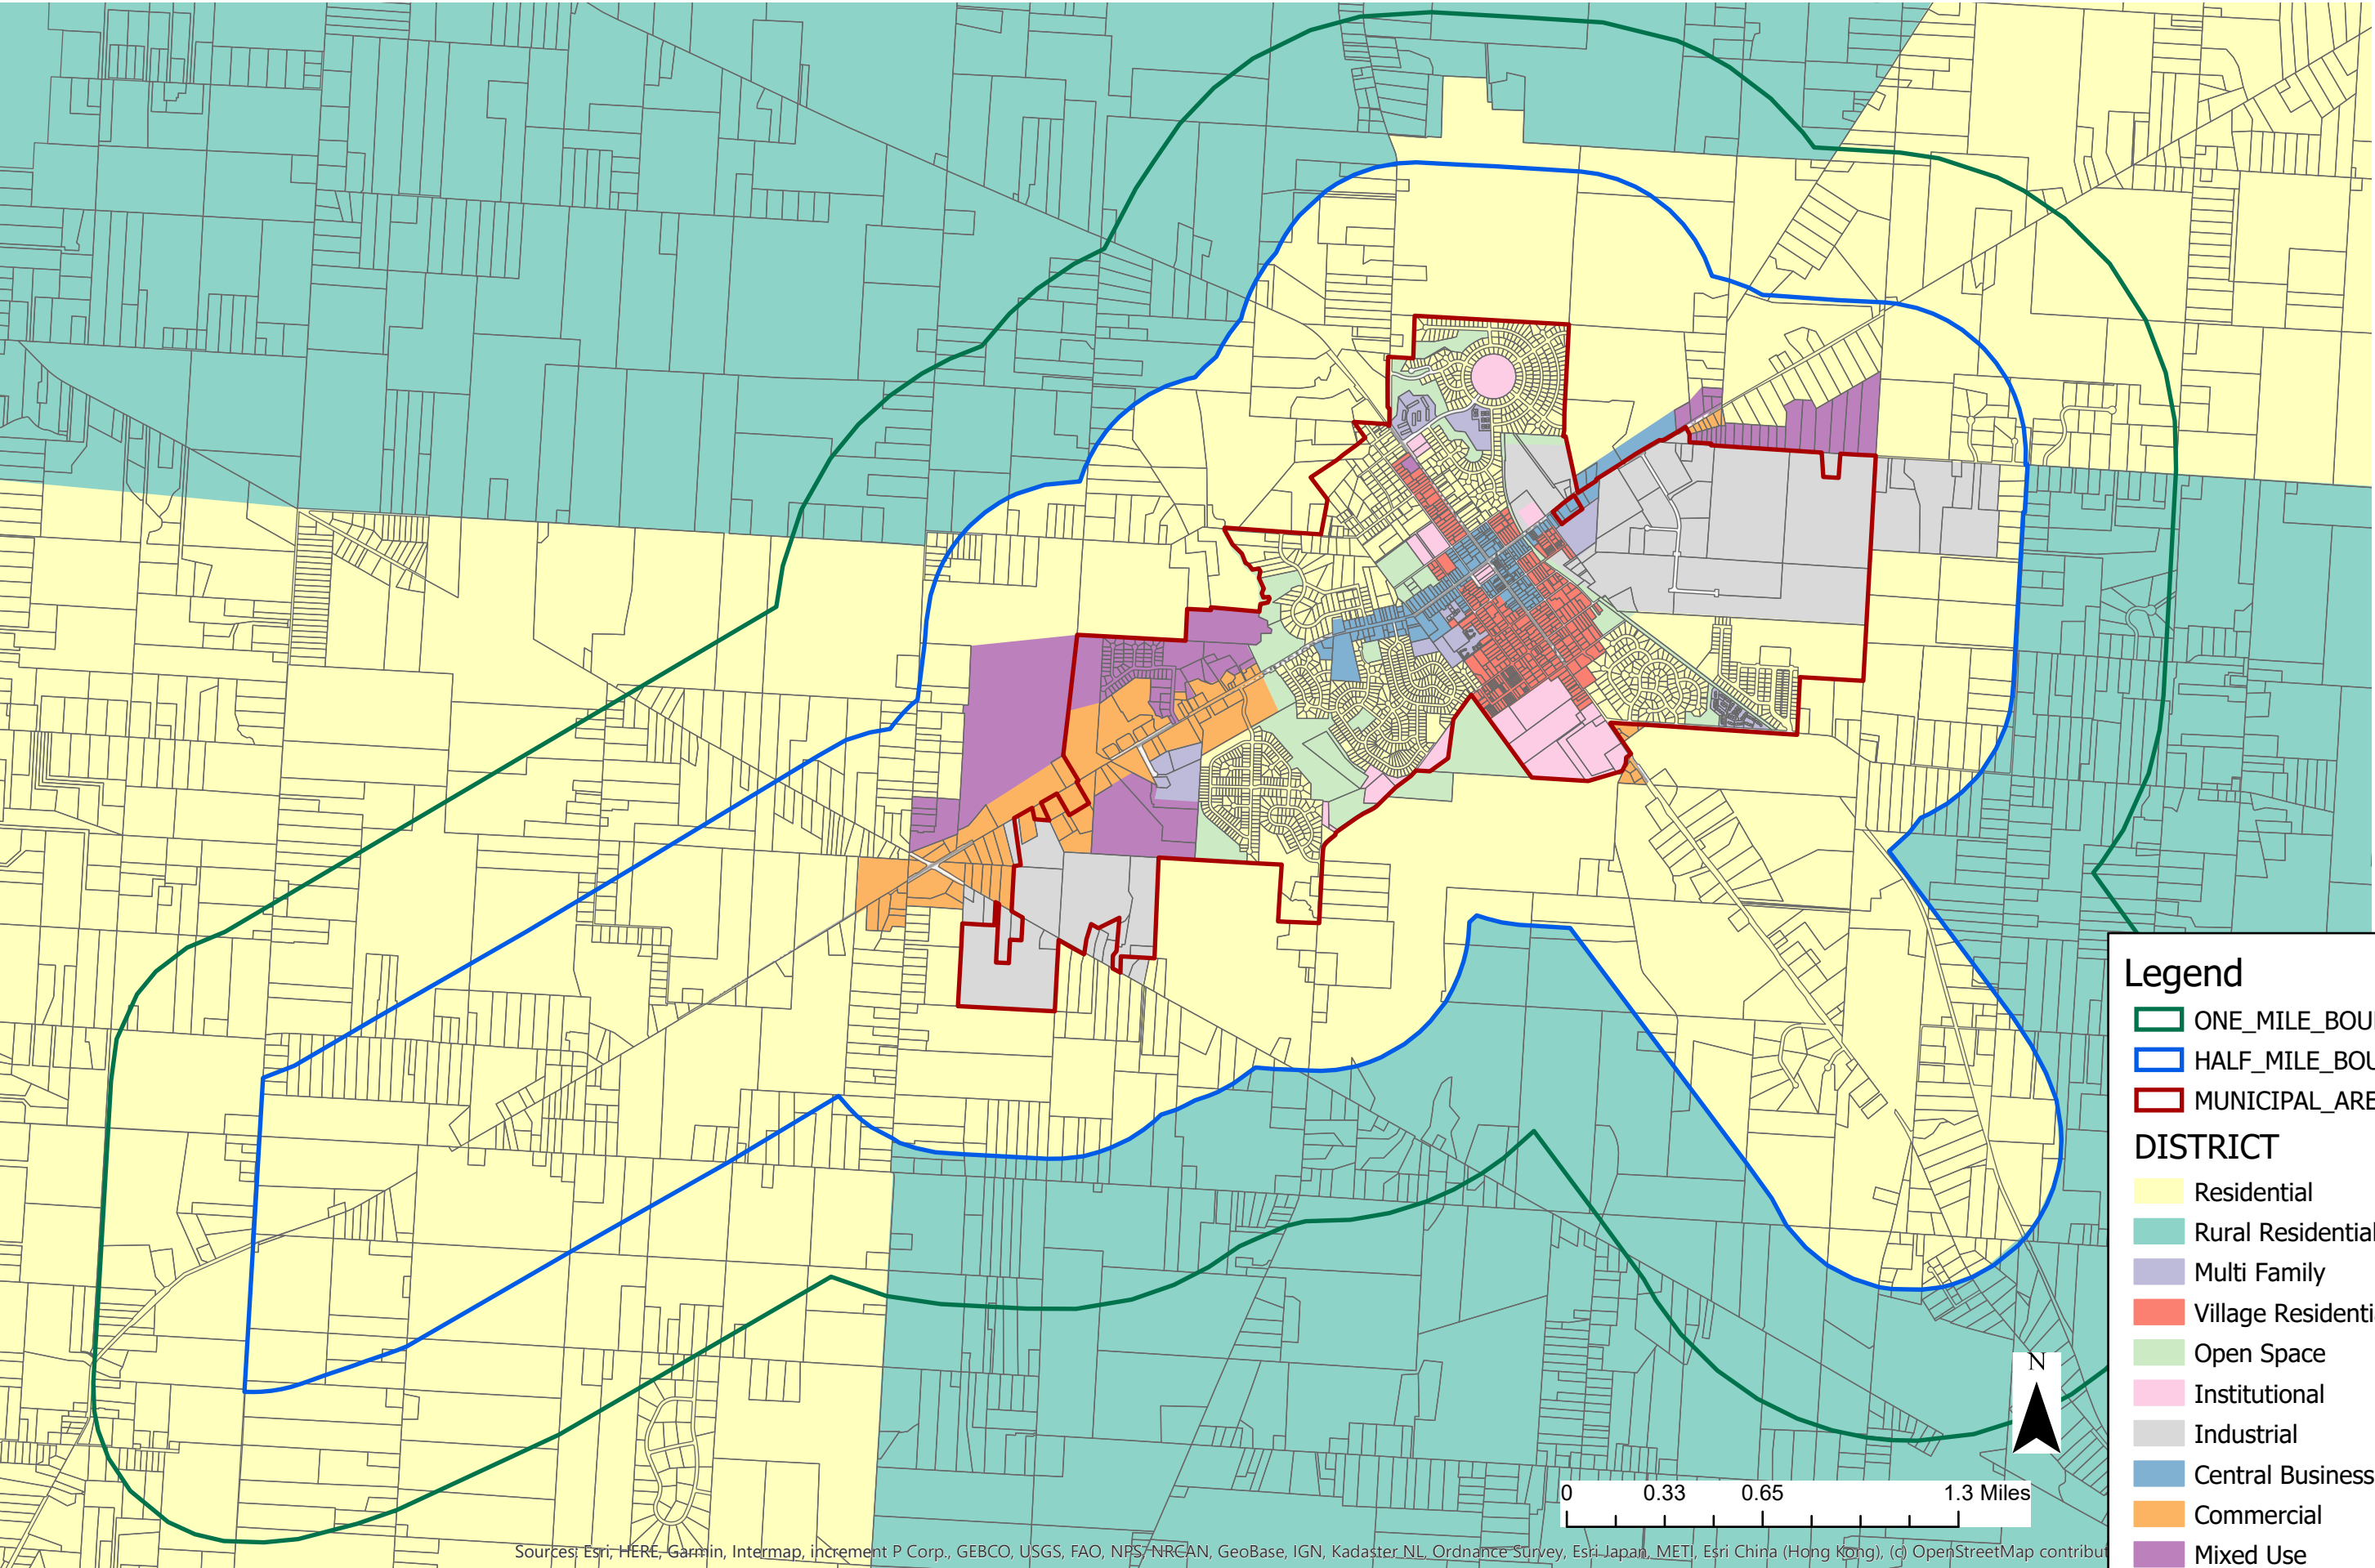 Legend
ONE_MILE_BOU
HALF_MILE_BOU
MUNICIPAL_ARE
DISTRICT
Residential
Rural Residential
Multi Family
Village Residenti
Open Space
Institutional
Industrial
Central Business
Commercial
Mixed Use
N
0 0.33 0.65 1.3 Miles
Sources: Esri, HERE, Garmin, Intermap, increment P Corp., GEBCO, USGS, FAO, NPS, NRCAN, GeoBase, IGN, Kadaster NL, Ordnance Survey, Esri Japan, METI, Esri China (Hong Kong), (c) OpenStreetMap contribut